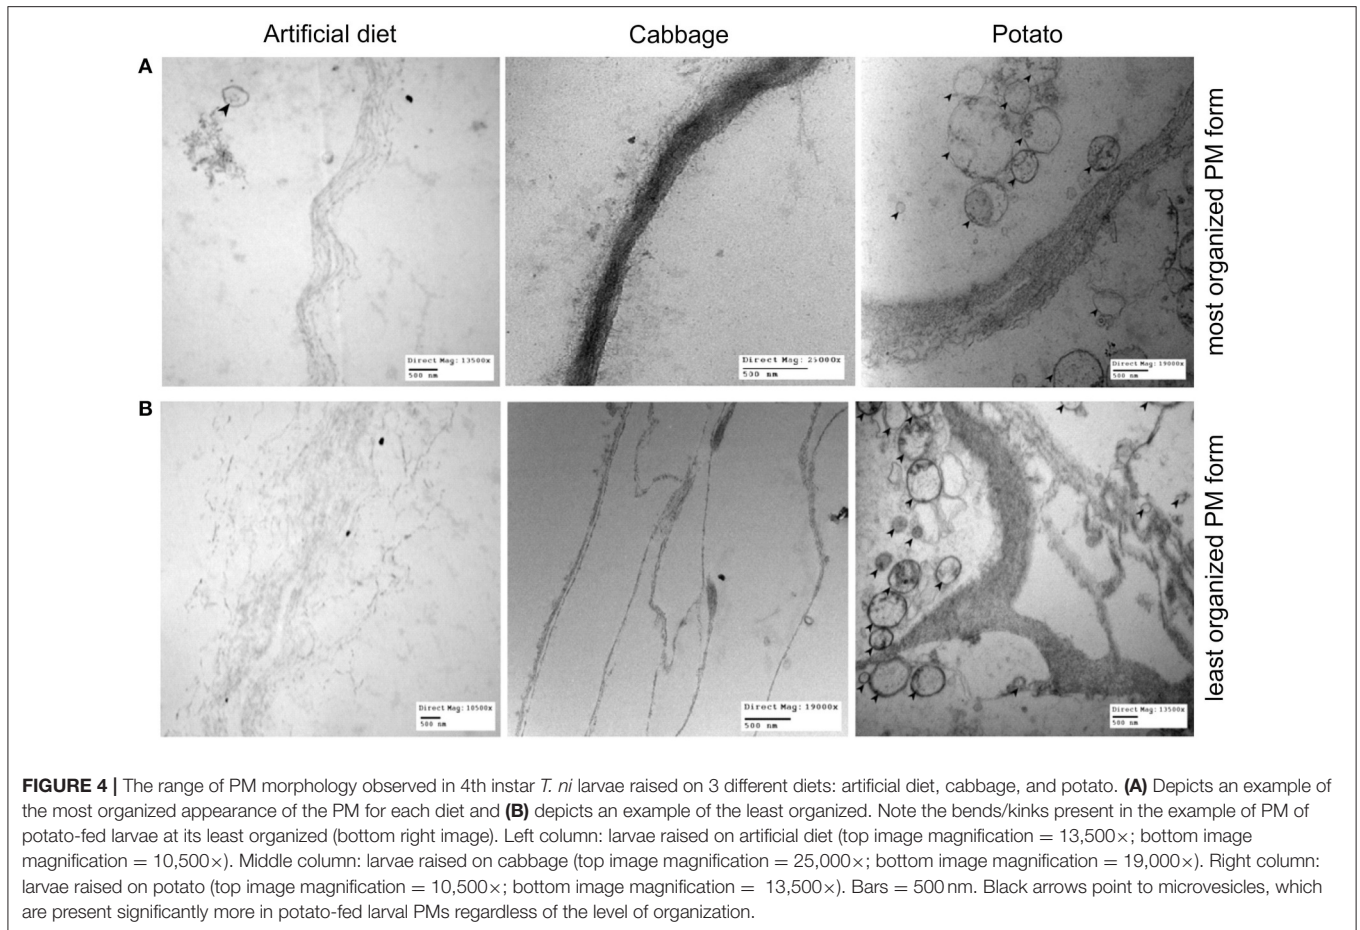 Artificial diet Cabbage Potato
A
Direct Mag: 13500x
500 nm
Direct Mag: 25000x
500 nm
Direct Mag: 19000x
500 nm
most organized PM form
B
Direct Mag: 10500x
500 nm
Direct Mag: 19000x
500 nm
Direct Mag: 13500x
500 nm
least organized PM form
FIGURE 4 | The range of PM morphology observed in 4th instar T. ni larvae raised on 3 different diets: artificial diet, cabbage, and potato. (A) Depicts an example of
the most organized appearance of the PM for each diet and (B) depicts an example of the least organized. Note the bends/kinks present in the example of PM of
potato-fed larvae at its least organized (bottom right image). Left column: larvae raised on artificial diet (top image magnification = 13,500×; bottom image
magnification = 10,500×). Middle column: larvae raised on cabbage (top image magnification = 25,000×; bottom image magnification = 19,000×). Right column:
larvae raised on potato (top image magnification = 10,500×; bottom image magnification = 13,500×). Bars = 500 nm. Black arrows point to microvesicles, which
are present significantly more in potato-fed larval PMs regardless of the level of organization.